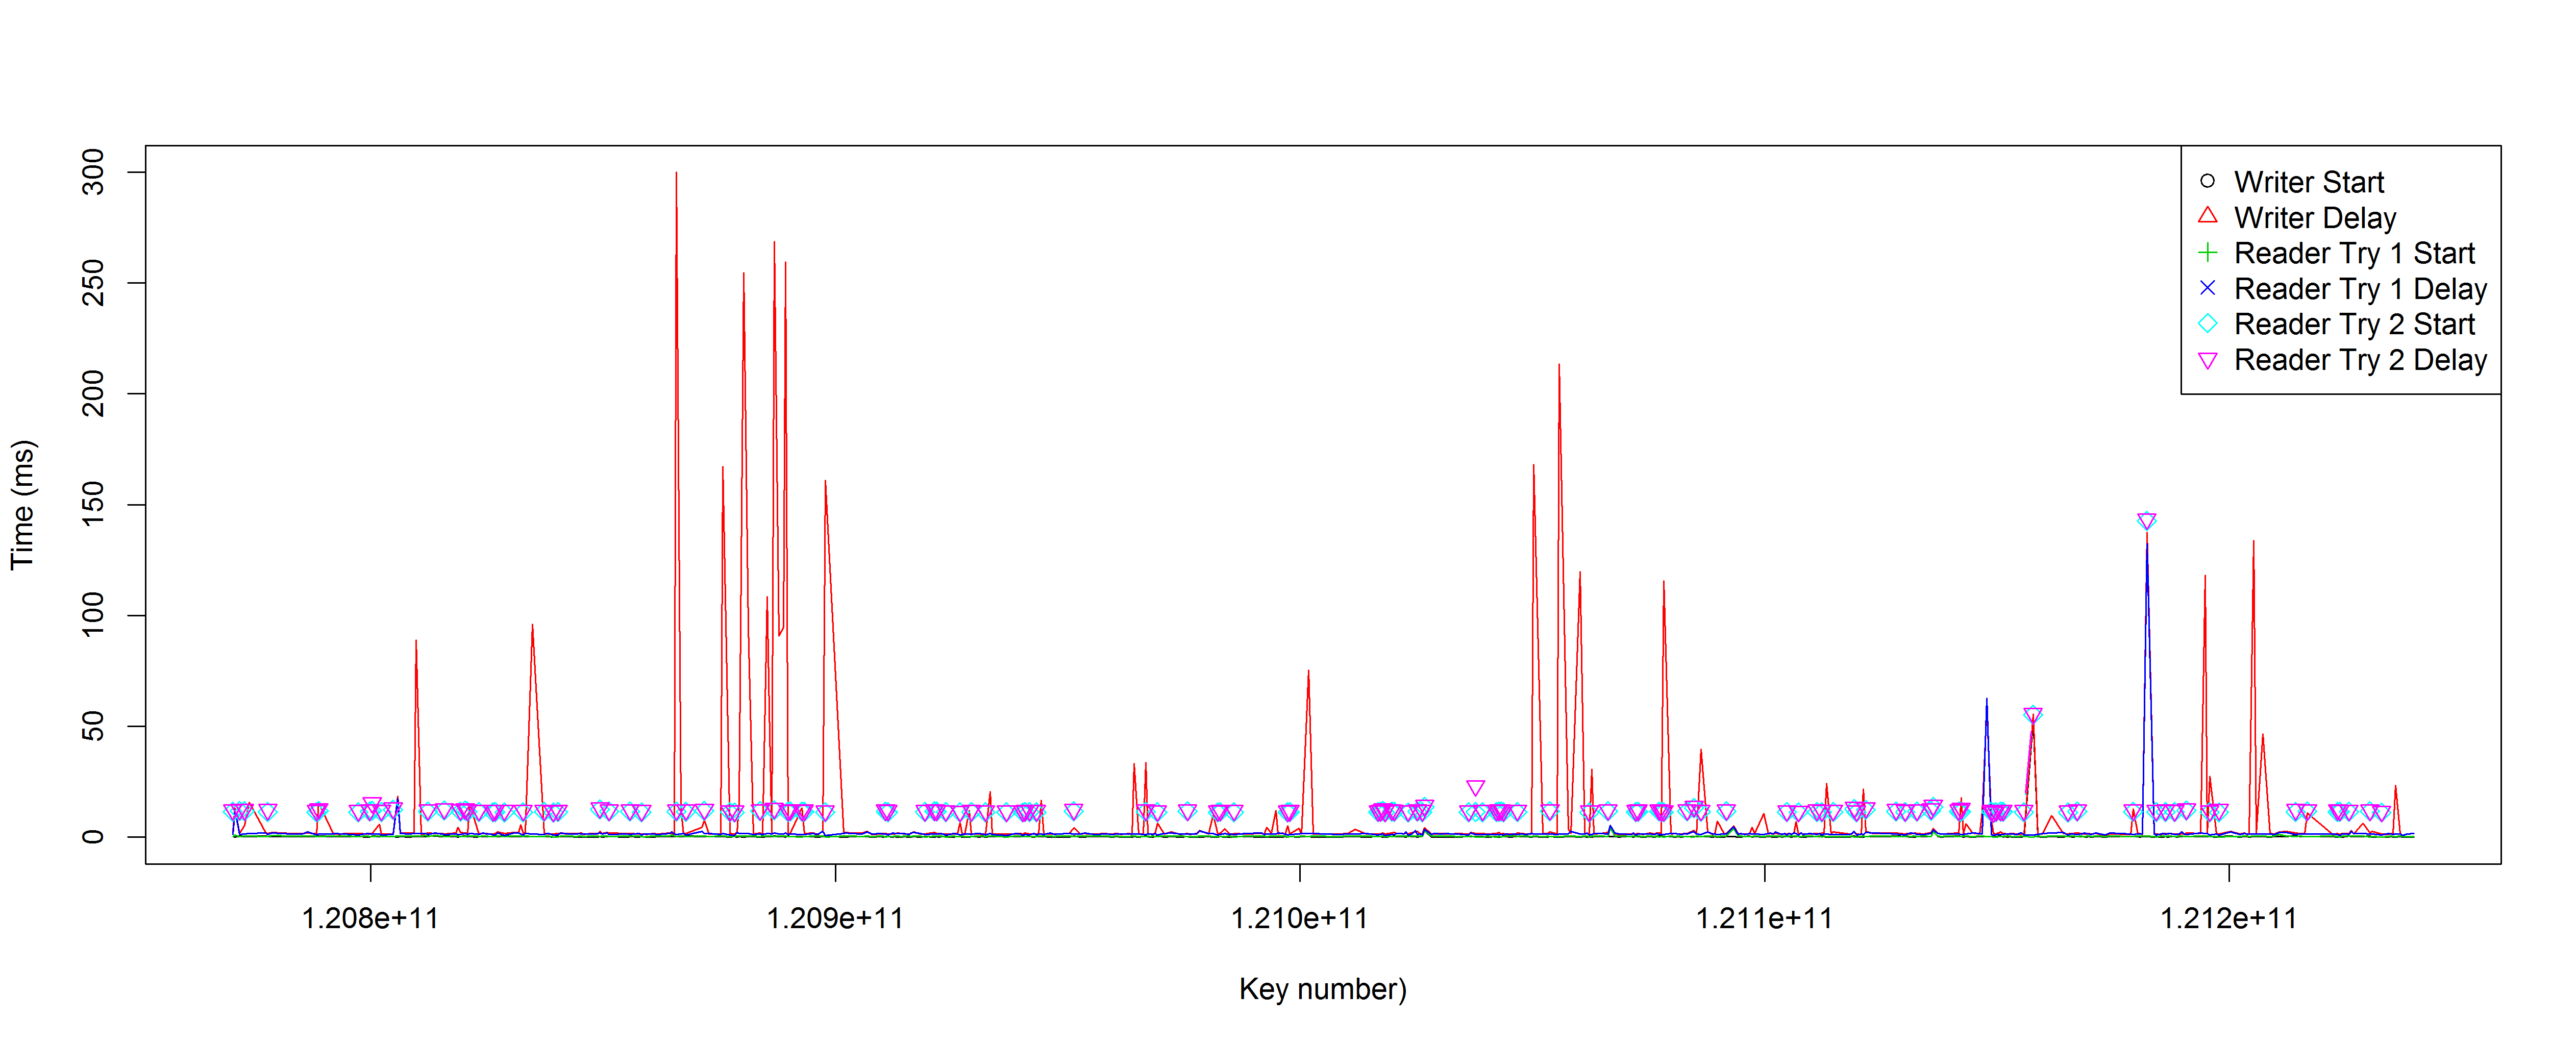 300
250
200
150
100
50
0
Time (ms)
Writer Start
Writer Delay
Reader Try 1 Start
Reader Try 1 Delay
Reader Try 2 Start
Reader Try 2 Delay
1.208e+11 1.209e+11 1.210e+11 1.211e+11 1.212e+11
Key number)